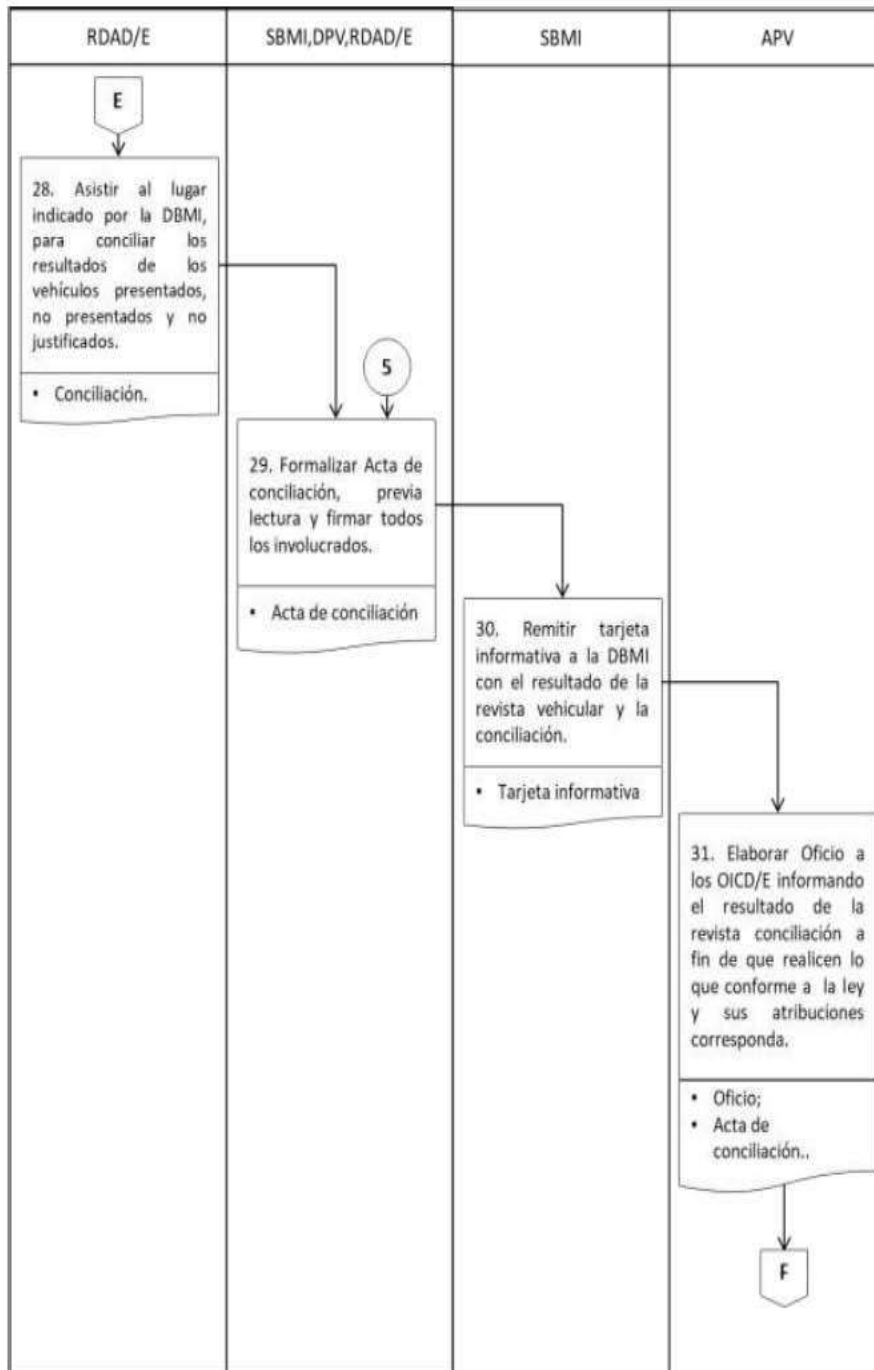 RDAD/E
SBMI,DPV,RDAD/E
SBMI
APV
E
28. Asistir al lugar
indicado por la DBMI,
para conciliar los
resultados de los
vehículos presentados,
no presentados y no
justificados.
• Conciliación.
5
29. Formalizar Acta de
conciliación, previa
lectura y firmar todos
los involucrados.
• Acta de conciliación
30. Remitir tarjeta
informativa a la DBMI
con el resultado de la
revista vehicular y la
conciliación.
• Tarjeta informativa
31. Elaborar Oficio a
los OICD/E informando
el resultado de la
revista conciliación a
fin de que realicen lo
que conforme a la ley
y sus atribuciones
corresponda.
• Oficio;
• Acta de
conciliación..
F